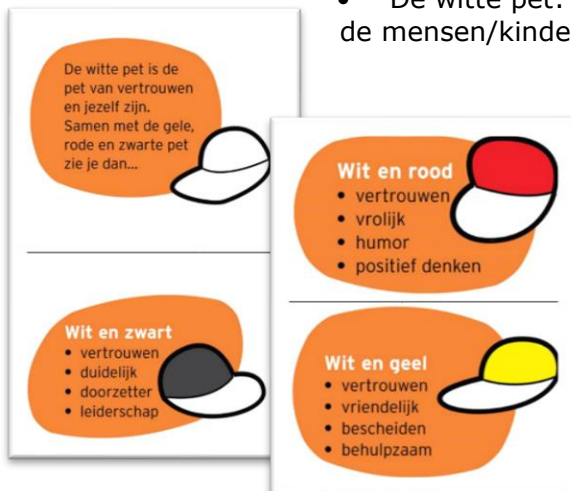 • De witte pet:
de mensen/kinde
De witte pet is de
pet van vertrouwen
en jezelf zijn.
Samen met de gele,
rode en zwarte pet
zie je dan...
Wit en zwart
• vertrouwen
• duidelijk
• doorzetter
• leiderschap
Wit en rood
• vertrouwen
• vrolijk
• humor
• positief denken
Wit en geel
• vertrouwen
• vriendelijk
• bescheiden
• behulpzaam